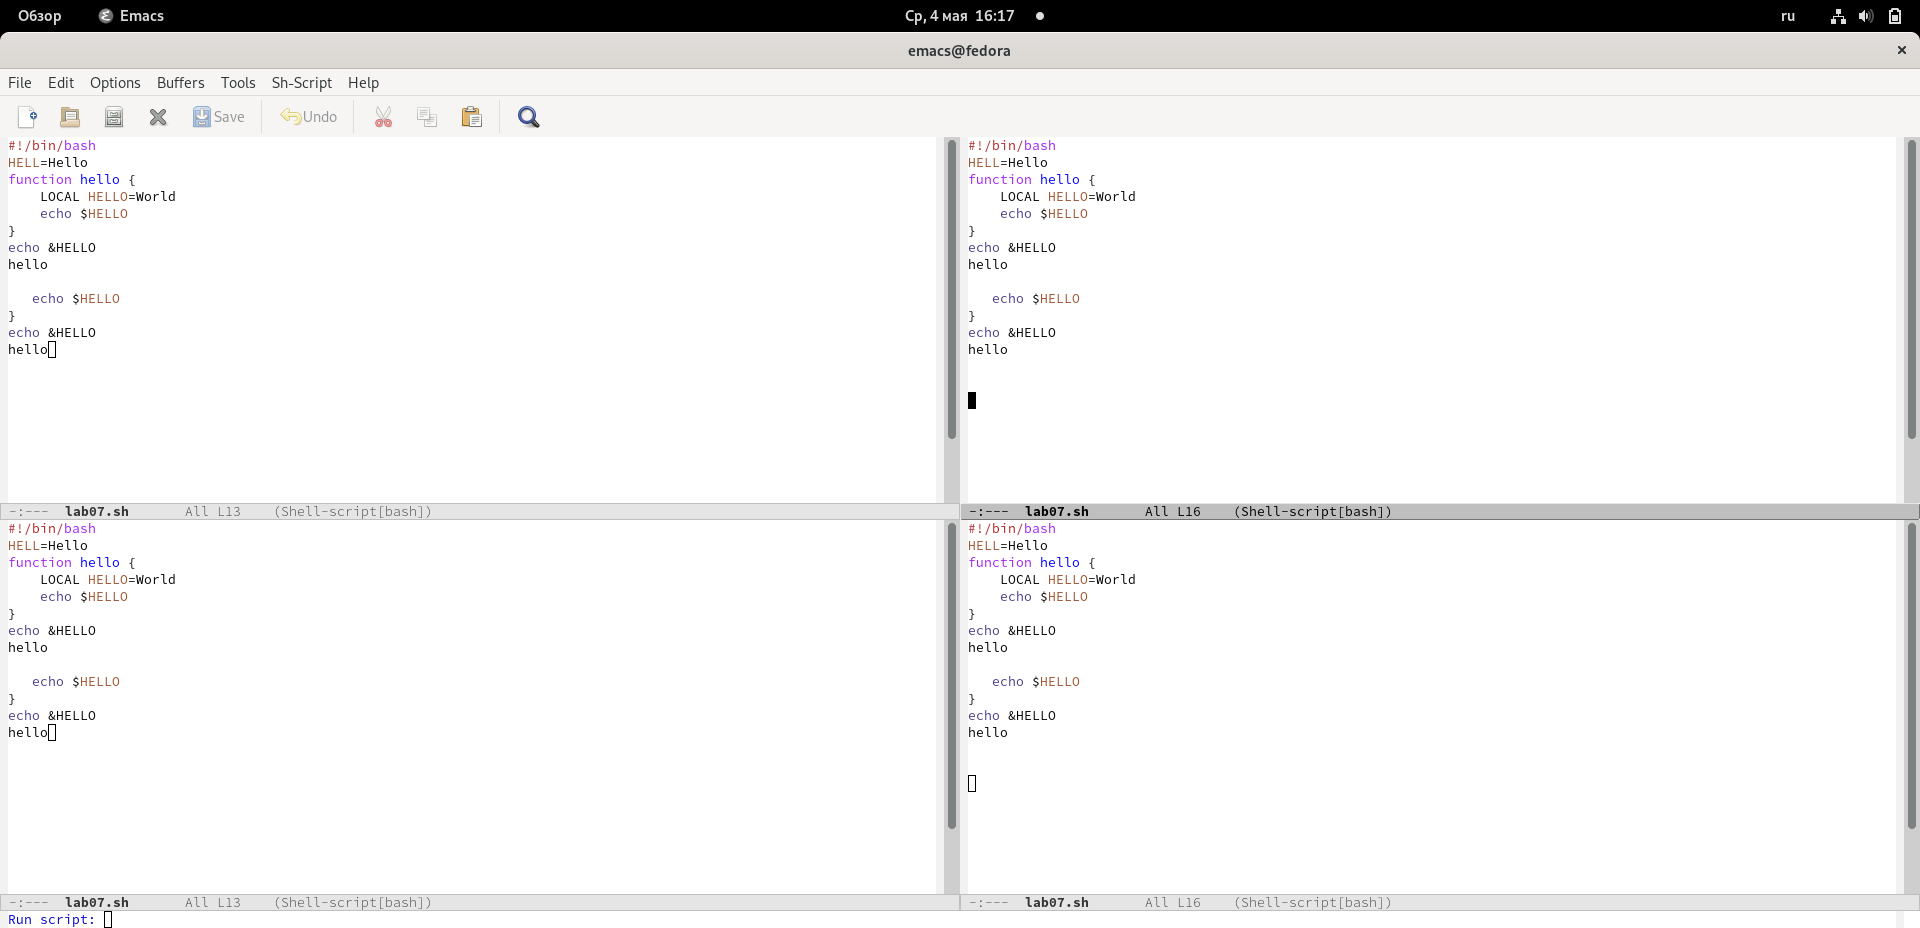 Обзор Emacs Ср, 4 мая 16:17 ru
emacs@fedora
File Edit Options Buffers Tools Sh-Script Help
Save Undo
#!/bin/bash
HELL=Hello
function hello {
    LOCAL HELLO=World
    echo $HELLO
}
echo &HELLO
hello

   echo $HELLO
}
echo &HELLO
hello
-:--- lab07.sh All L13 (Shell-script[bash])
#!/bin/bash
HELL=Hello
function hello {
    LOCAL HELLO=World
    echo $HELLO
}
echo &HELLO
hello

   echo $HELLO
}
echo &HELLO
hello
-:--- lab07.sh All L16 (Shell-script[bash])
#!/bin/bash
HELL=Hello
function hello {
    LOCAL HELLO=World
    echo $HELLO
}
echo &HELLO
hello

   echo $HELLO
}
echo &HELLO
hello
-:--- lab07.sh All L13 (Shell-script[bash])
#!/bin/bash
HELL=Hello
function hello {
    LOCAL HELLO=World
    echo $HELLO
}
echo &HELLO
hello

   echo $HELLO
}
echo &HELLO
hello
-:--- lab07.sh All L16 (Shell-script[bash])
Run script: